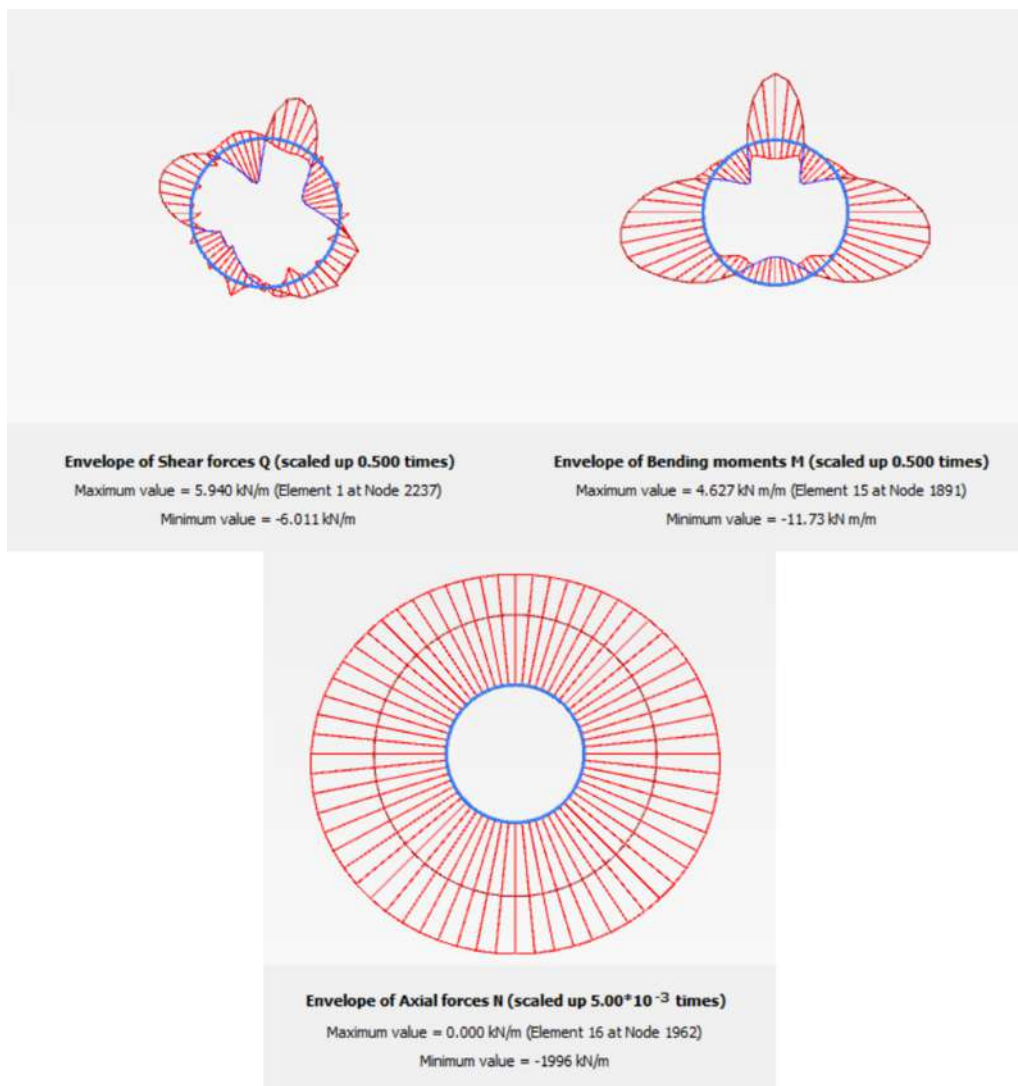 Envelope of Shear forces Q (scaled up 0.500 times)
Maximum value = 5.940 kN/m (Element 1 at Node 2237)
Minimum value = -6.011 kN/m
Envelope of Bending moments M (scaled up 0.500 times)
Maximum value = 4.627 kN m/m (Element 15 at Node 1891)
Minimum value = -11.73 kN m/m
Envelope of Axial forces N (scaled up 5.00*10⁻³ times)
Maximum value = 0.000 kN/m (Element 16 at Node 1962)
Minimum value = -1996 kN/m